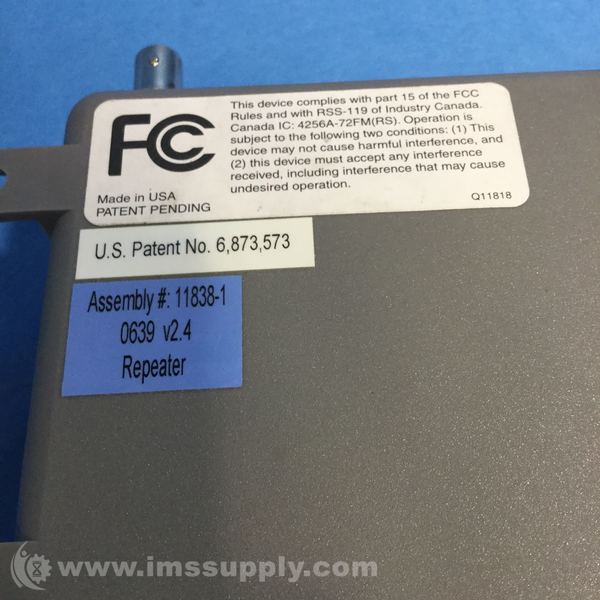 This device complies with part 15 of the FCC
Rules and with RSS-119 of Industry Canada.
Canada IC: 4256A-72FM(RS). Operation is
subject to the following two conditions: (1) This
device may not cause harmful interference, and
(2) this device must accept any interference
received, including interference that may cause
undesired operation.
FCC
Made in USA
PATENT PENDING
Q11818
U.S. Patent No. 6,873,573
Assembly #: 11838-1
0639 v2.4
Repeater
www.imssupply.com